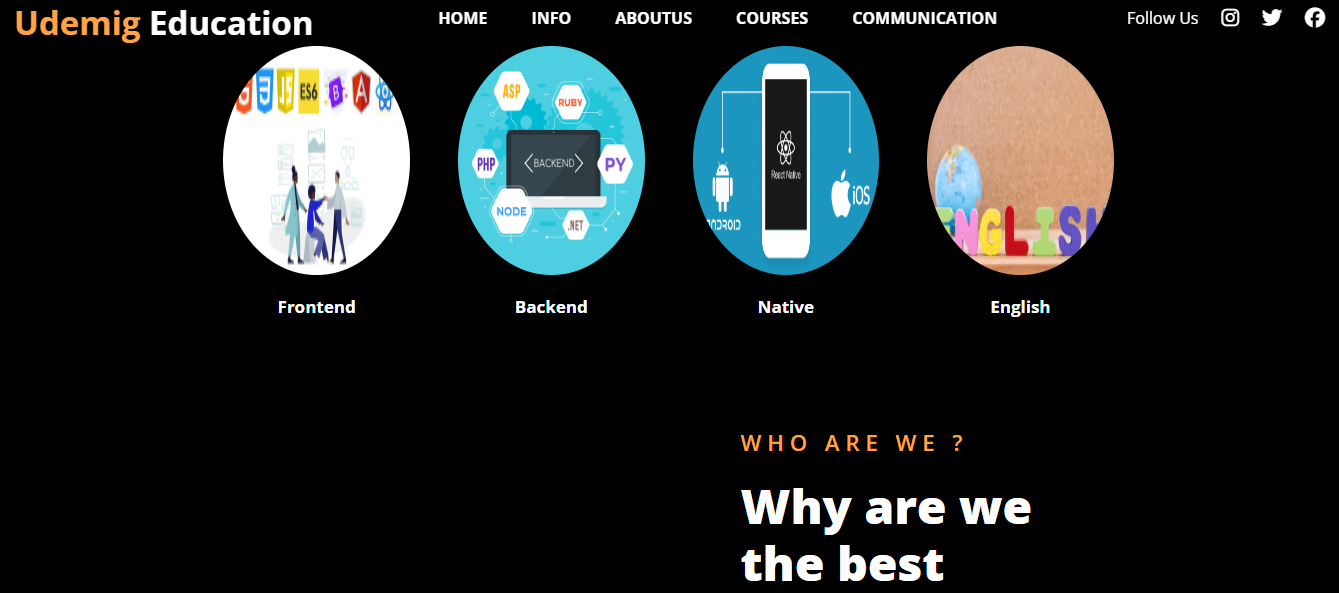 Udemig Education
HOME INFO ABOUTUS COURSES COMMUNICATION
Follow Us
JS ES6 B A
ASP
RUBY
PHP
BACKEND
PY
NODE
.NET
React Native
ANDROID
iOS
ENGLISH
Frontend
Backend
Native
English
WHO ARE WE ?
Why are we
the best